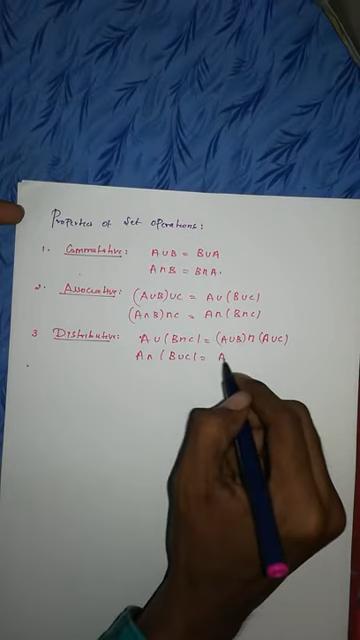 Properties of Set Operations:
1. Commutative: A∪B = B∪A
A∩B = B∩A.
2. Associative: (A∪B)∪C = A∪(B∪C)
(A∩B)∩C = A∩(B∩C)
3 Distributive: A∪(B∩C) = (A∪B)∩(A∪C)
A∩(B∪C) = A